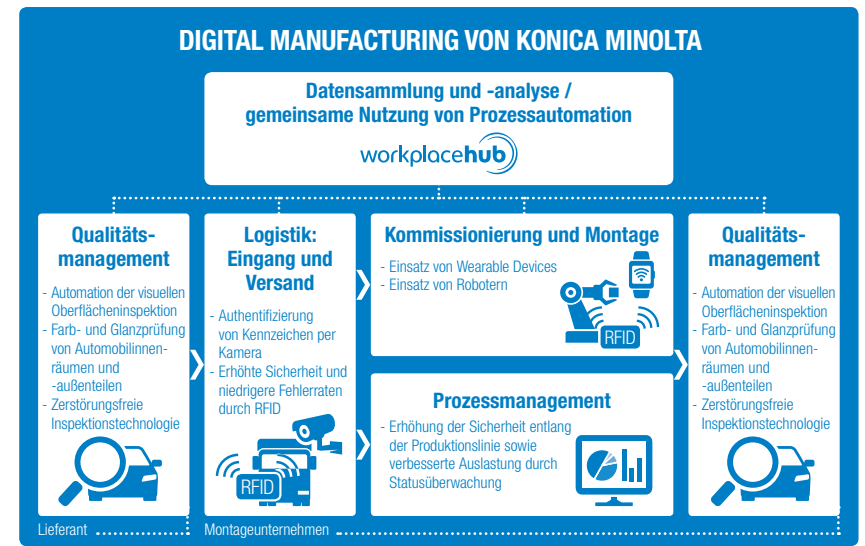 DIGITAL MANUFACTURING VON KONICA MINOLTA
Datensammlung und -analyse /
gemeinsame Nutzung von Prozessautomation
workplacehub
Qualitäts-
management
- Automation der visuellen
Oberflächeninspektion
- Farb- und Glanzprüfung
von Automobilinnen-
räumen und
-außenteilen
- Zerstörungsfreie
Inspektionstechnologie
Logistik:
Eingang und
Versand
- Authentifizierung
von Kennzeichen per
Kamera
- Erhöhte Sicherheit und
niedrigere Fehlerraten
durch RFID
RFID
Kommissionierung und Montage
- Einsatz von Wearable Devices
- Einsatz von Robotern
RFID
Prozessmanagement
- Erhöhung der Sicherheit entlang
der Produktionslinie sowie
verbesserte Auslastung durch
Statusüberwachung
Qualitäts-
management
- Automation der visuellen
Oberflächeninspektion
- Farb- und Glanzprüfung
von Automobilinnen-
räumen und
-außenteilen
- Zerstörungsfreie
Inspektionstechnologie
Lieferant
Montageunternehmen